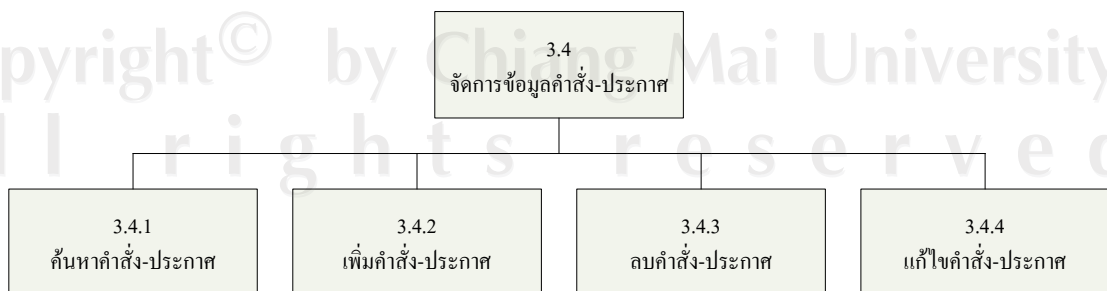 Copyright© by Chiang Mai University
All rights reserved
3.4
จัดการข้อมูลคำสั่ง-ประกาศ
3.4.1
ค้นหาคำสั่ง-ประกาศ
3.4.2
เพิ่มคำสั่ง-ประกาศ
3.4.3
ลบคำสั่ง-ประกาศ
3.4.4
แก้ไขคำสั่ง-ประกาศ